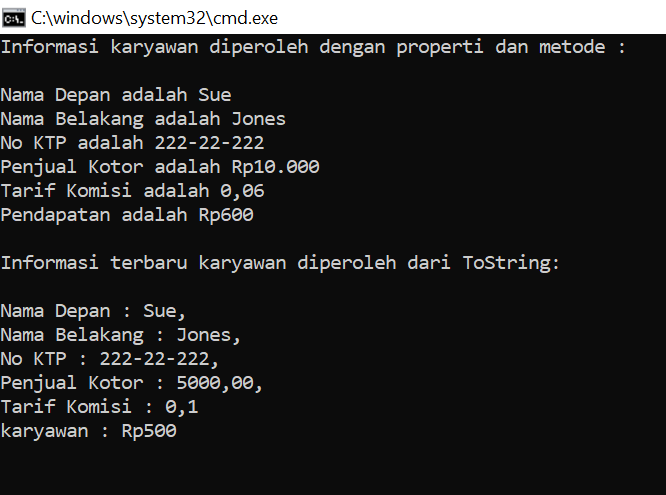 C:\windows\system32\cmd.exe
Informasi karyawan diperoleh dengan properti dan metode :
Nama Depan adalah Sue
Nama Belakang adalah Jones
No KTP adalah 222-22-222
Penjual Kotor adalah Rp10.000
Tarif Komisi adalah 0,06
Pendapatan adalah Rp600
Informasi terbaru karyawan diperoleh dari ToString:
Nama Depan : Sue,
Nama Belakang : Jones,
No KTP : 222-22-222,
Penjual Kotor : 5000,00,
Tarif Komisi : 0,1
karyawan : Rp500